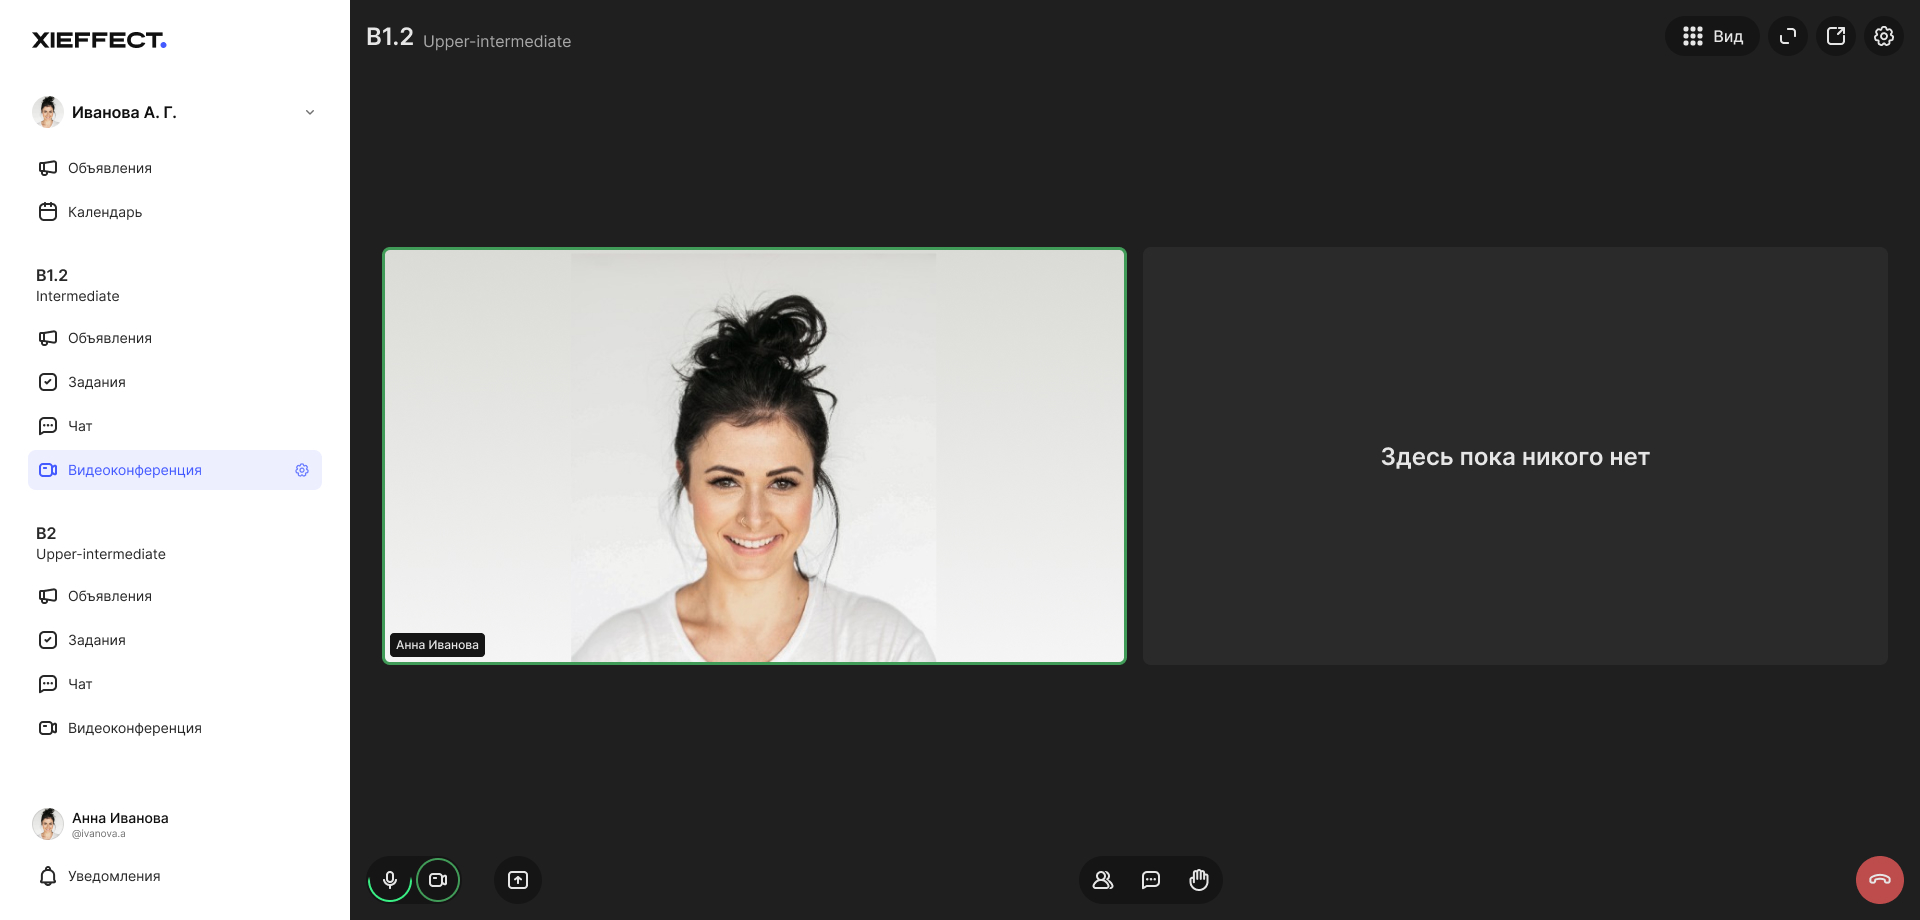 XIEFFECT.
Иванова А. Г.
Объявления
Календарь
B1.2
Intermediate
Объявления
Задания
Чат
Видеоконференция
B2
Upper-intermediate
Объявления
Задания
Чат
Видеоконференция
Анна Иванова
@ivanova.a
Уведомления
B1.2 Upper-intermediate
Вид
Анна Иванова
Здесь пока никого нет